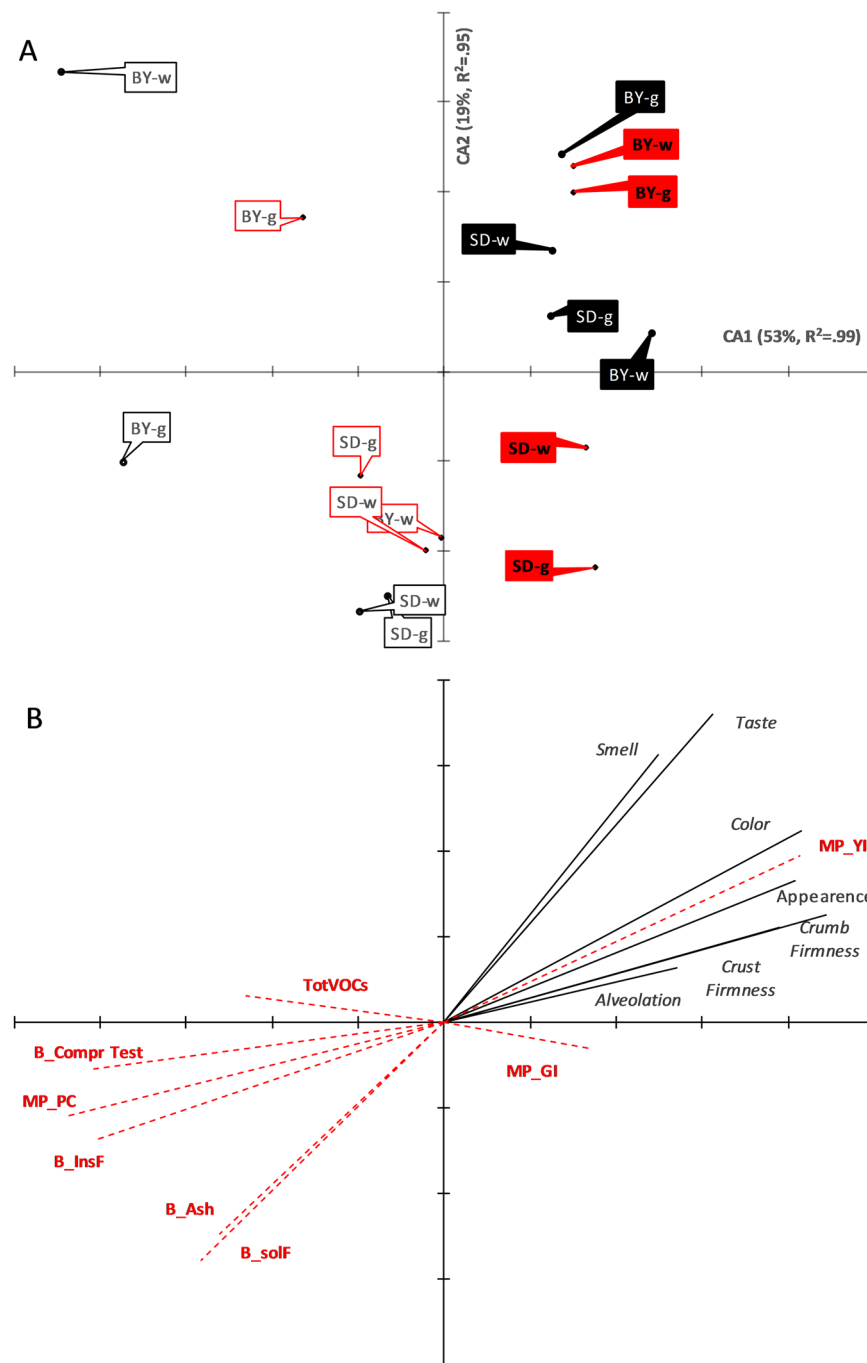 A
CA2 (19%, R²=.95)
BY-w
BY-g
BY-w
BY-g
BY-g
SD-w
SD-g
CA1 (53%, R²=.99)
BY-w
BY-g
SD-g
SD-w
SD-w
BY-w
SD-g
SD-w
SD-g
B
Taste
Smell
Color
MP_YI
Appearence
Crumb
Firmness
Crust
Firmness
Alveolation
TotVOCs
B_Compr Test
MP_GI
MP_PC
B_InsF
B_Ash
B_solF